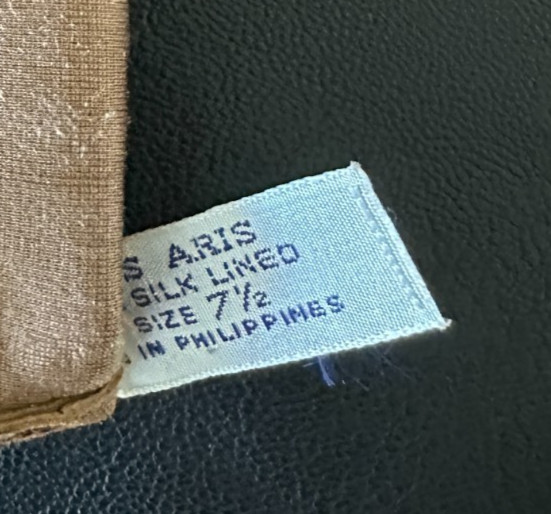 S ARIS
SILK LINED
SIZE 7½
IN PHILIPPINES